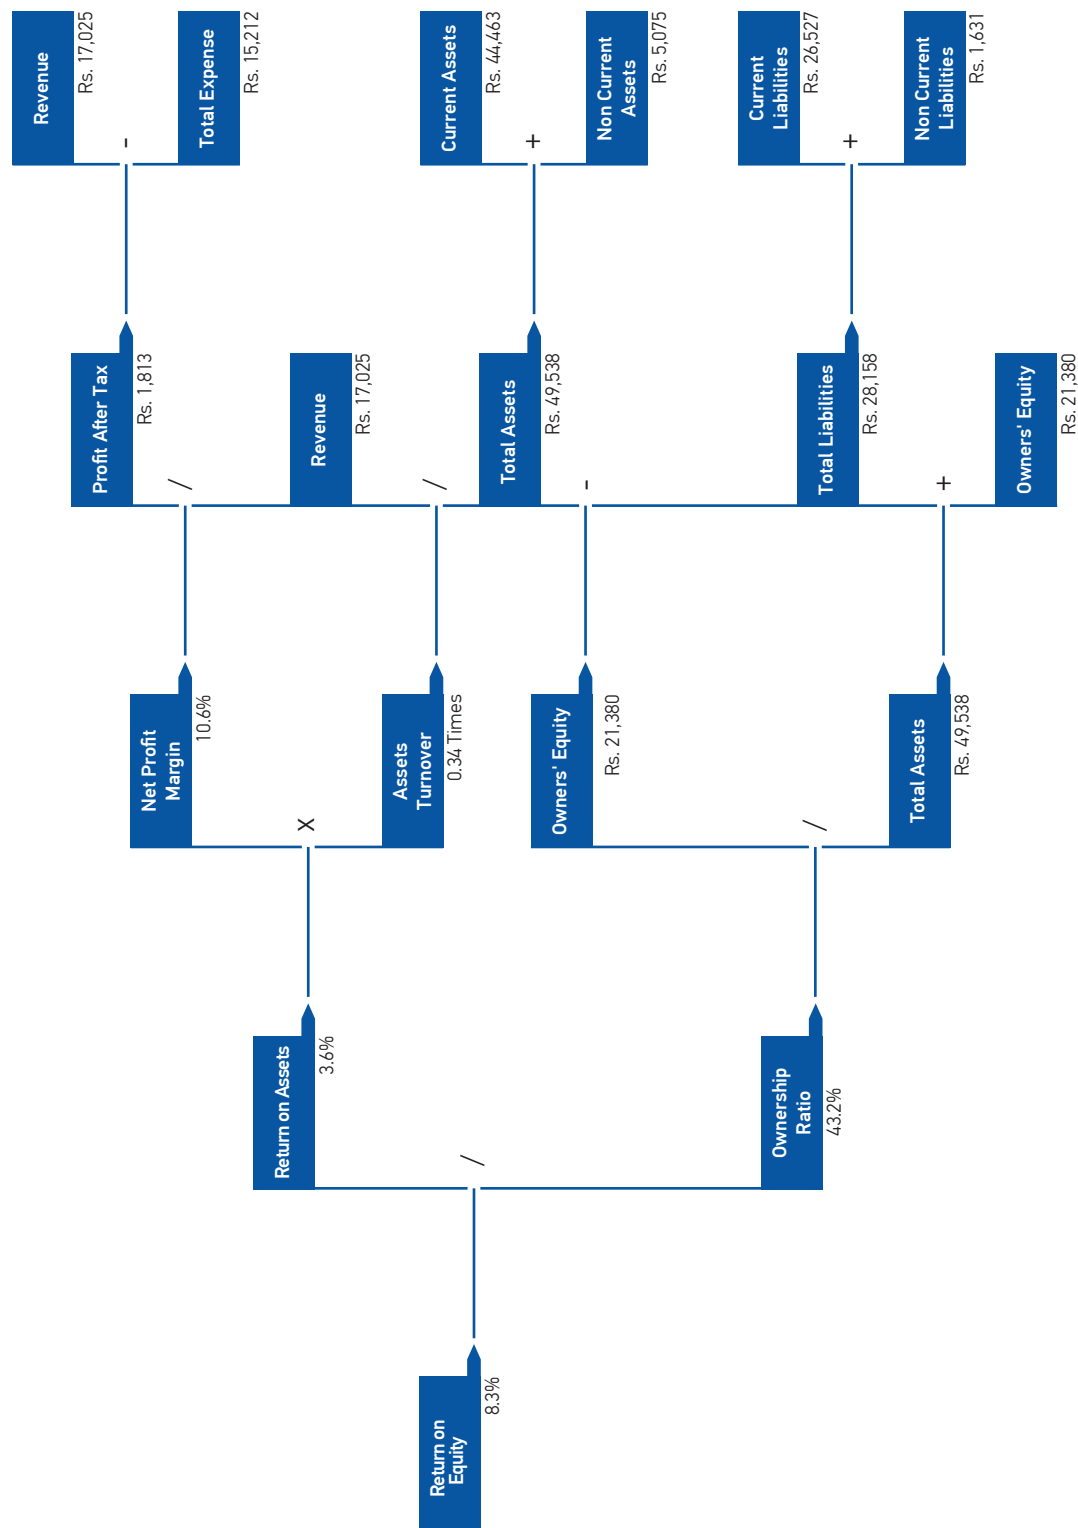 Return on
Equity
8.3%
/
Return on Assets
3.6%
Ownership
Ratio
43.2%
X
/
Net Profit
Margin
10.6%
Assets
Turnover
0.34 Times
Owners' Equity
Rs. 21,380
Total Assets
Rs. 49,538
/
/
-
+
Profit After Tax
Rs. 1,813
Revenue
Rs. 17,025
Total Assets
Rs. 49,538
Total Liabilities
Rs. 28,158
Owners' Equity
Rs. 21,380
-
+
+
Revenue
Rs. 17,025
Total Expense
Rs. 15,212
Current Assets
Rs. 44,463
Non Current
Assets
Rs. 5,075
Current
Liabilities
Rs. 26,527
Non Current
Liabilities
Rs. 1,631